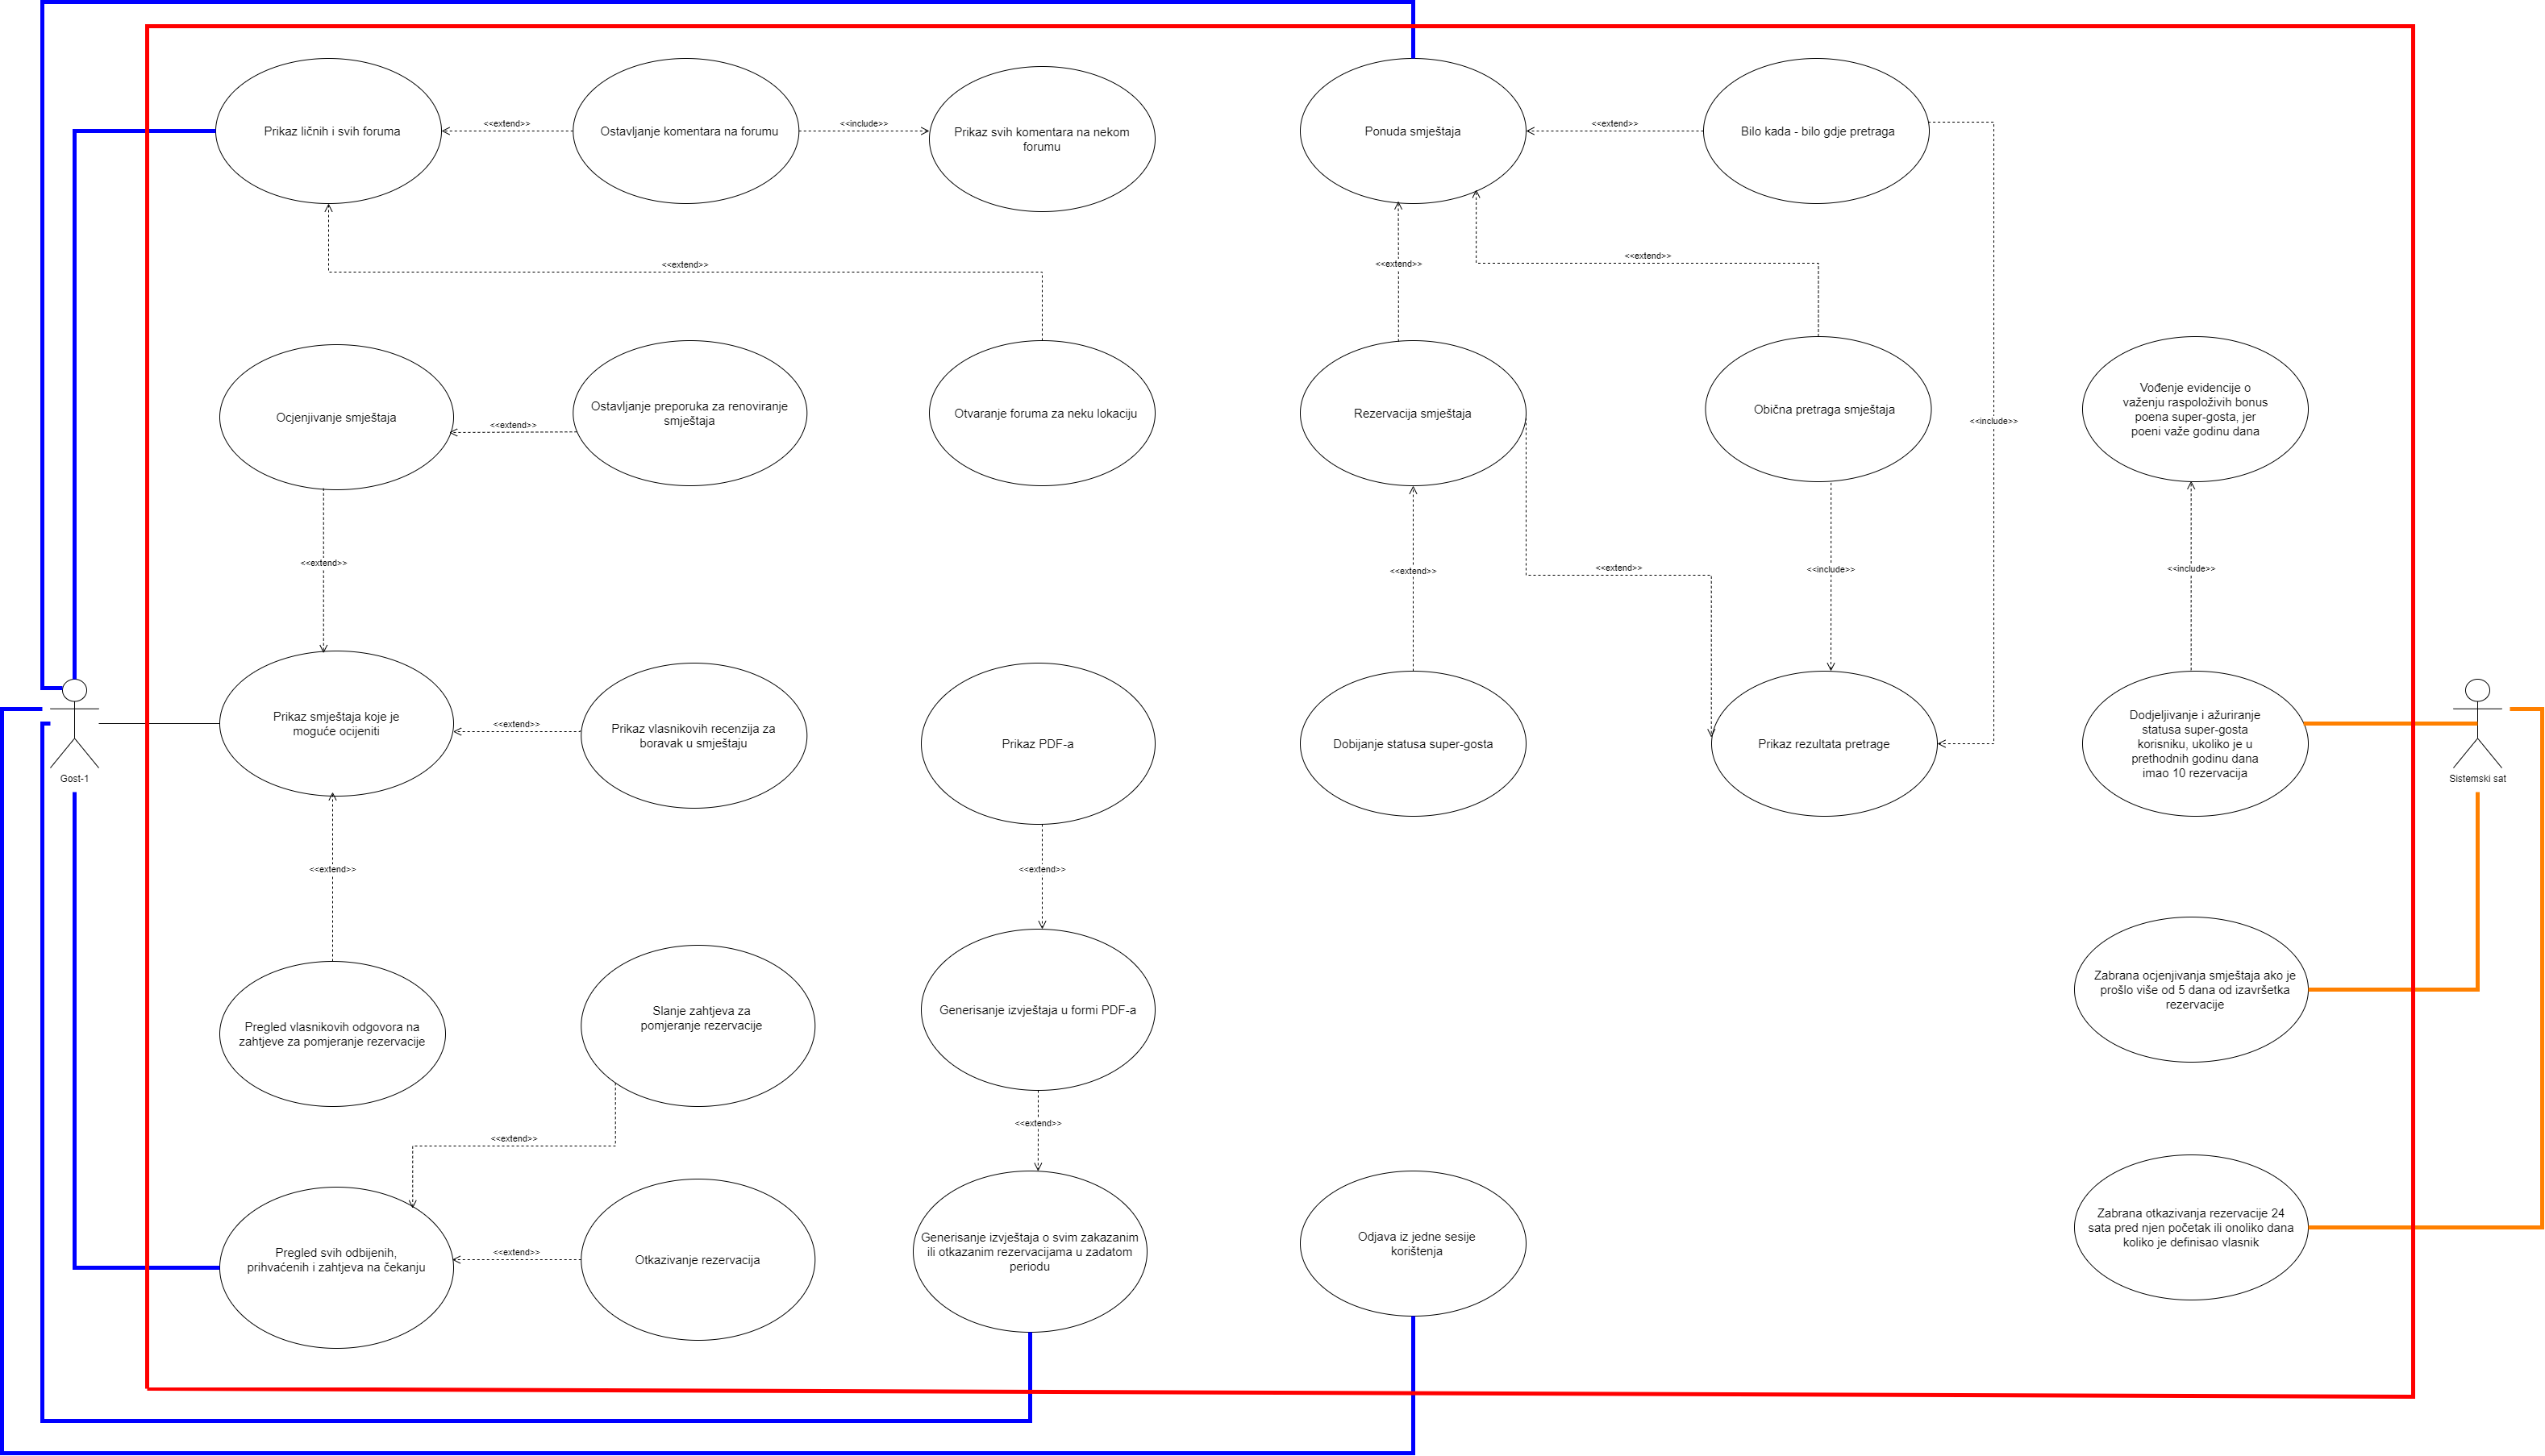 Prikaz ličnih i svih foruma
<<extend>>
Ostavljanje komentara na forumu
<<include>>
Prikaz svih komentara na nekom
forumu
Ponuda smještaja
<<extend>>
Bilo kada - bilo gdje pretraga
<<extend>>
<<extend>>
<<extend>>
Ocjenjivanje smještaja
<<extend>>
Ostavljanje preporuka za renoviranje
smještaja
Otvaranje foruma za neku lokaciju
Rezervacija smještaja
Obična pretraga smještaja
<<include>>
Vođenje evidencije o
važenju raspoloživih bonus
poena super-gosta, jer
poeni važe godinu dana
<<extend>>
<<extend>>
<<extend>>
<<include>>
<<include>>
Gost-1
Prikaz smještaja koje je
moguće ocijeniti
<<extend>>
Prikaz vlasnikovih recenzija za
boravak u smještaju
Prikaz PDF-a
Dobijanje statusa super-gosta
Prikaz rezultata pretrage
Dodjeljivanje i ažuriranje
statusa super-gosta
korisniku, ukoliko je u
prethodnih godinu dana
imao 10 rezervacija
Sistemski sat
<<extend>>
<<extend>>
Pregled vlasnikovih odgovora na
zahtjeve za pomjeranje rezervacije
Slanje zahtjeva za
pomjeranje rezervacije
Generisanje izvještaja u formi PDF-a
Zabrana ocjenjivanja smještaja ako je
prošlo više od 5 dana od izavršetka
rezervacije
<<extend>>
<<extend>>
Pregled svih odbijenih,
prihvaćenih i zahtjeva na čekanju
<<extend>>
Otkazivanje rezervacija
Generisanje izvještaja o svim zakazanim
ili otkazanim rezervacijama u zadatom
periodu
Odjava iz jedne sesije
korištenja
Zabrana otkazivanja rezervacije 24
sata pred njen početak ili onoliko dana
koliko je definisao vlasnik